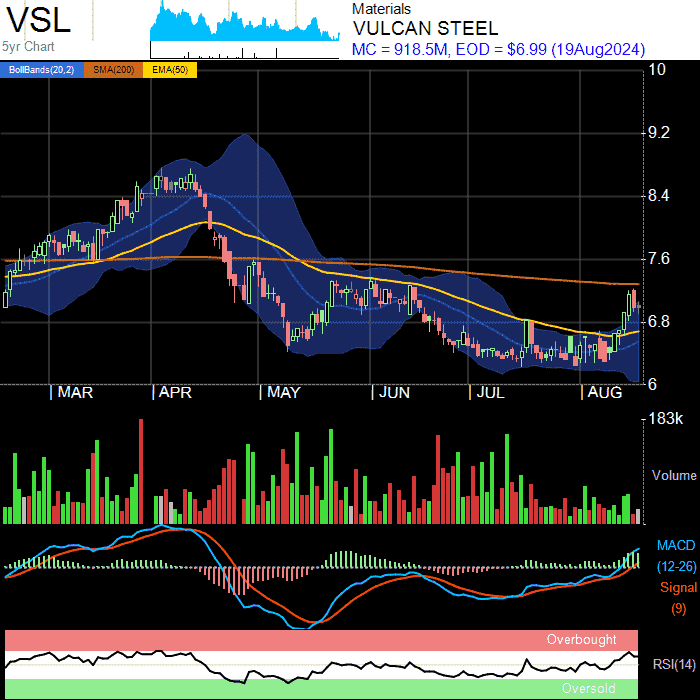 VSL
5yr Chart
Materials
VULCAN STEEL
MC = 918.5M, EOD = $6.99 (19Aug2024)
BollBands(20,2) SMA(200) EMA(50)
10
9.2
8.4
7.6
6.8
6
MAR APR MAY JUN JUL AUG
183k
Volume
MACD
(12-26)
Signal
(9)
Overbought
RSI(14)
Oversold